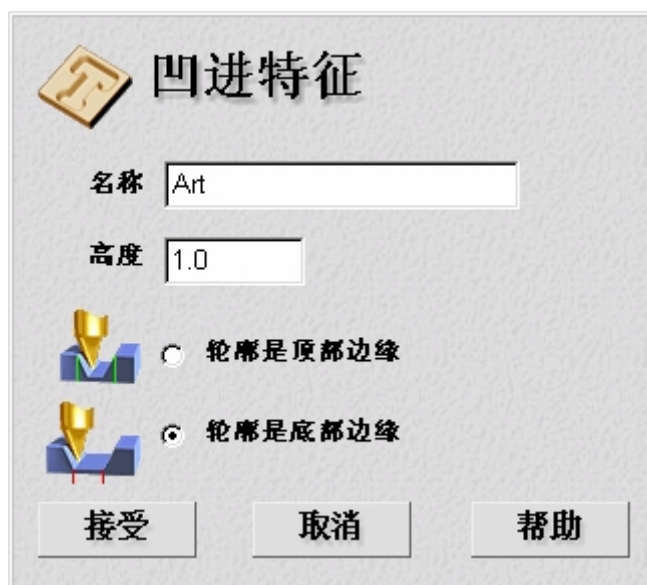 凹进特征
名称 Art
高度 1.0
轮廓是顶部边缘
轮廓是底部边缘
接受 取消 帮助